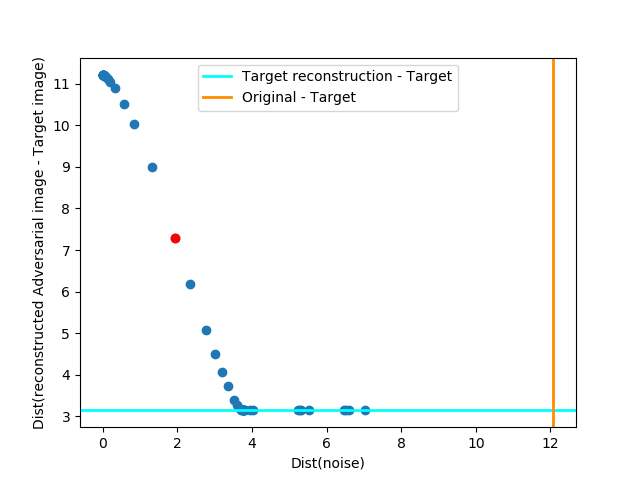 Target reconstruction - Target
Original - Target
Dist(reconstructed Adversarial image - Target image)
11
10
9
8
7
6
5
4
3
0 2 4 6 8 10 12
Dist(noise)